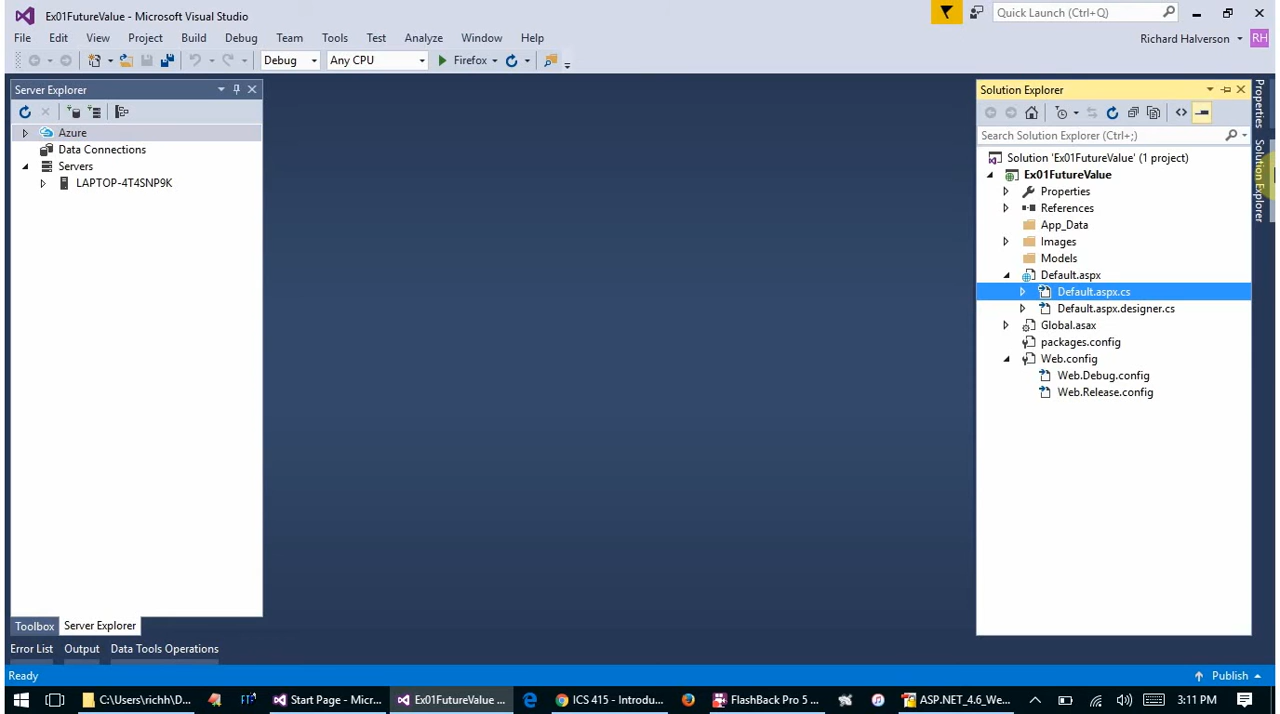 Ex01FutureValue - Microsoft Visual Studio
Quick Launch (Ctrl+Q)
File Edit View Project Build Debug Team Tools Test Analyze Window Help
Richard Halverson RH
Debug Any CPU Firefox
Server Explorer
Azure
Data Connections
Servers
LAPTOP-4T4SNP9K
Toolbox Server Explorer
Error List Output Data Tools Operations
Solution Explorer
Search Solution Explorer (Ctrl+;)
Solution 'Ex01FutureValue' (1 project)
Ex01FutureValue
Properties
References
App_Data
Images
Models
Default.aspx
Default.aspx.cs
Default.aspx.designer.cs
Global.asax
packages.config
Web.config
Web.Debug.config
Web.Release.config
Properties
Solution Explorer
Ready Publish
C:\Users\richh\D... Start Page - Micr... Ex01FutureValue ... ICS 415 - Introdu... FlashBack Pro 5 ... ASP.NET_4.6_We... 3:11 PM